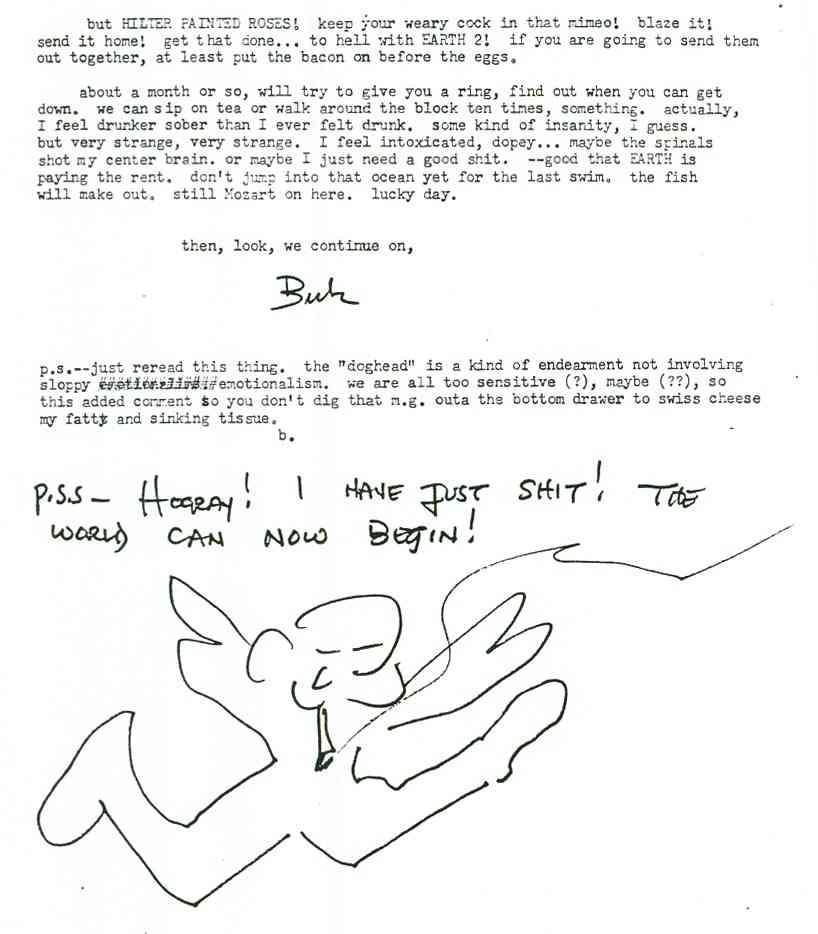 but HILTER PAINTED ROSES! keep your weary cock in that mimeo! blaze it!
send it home! get that done... to hell with EARTH 2! if you are going to send them
out together, at least put the bacon on before the eggs.
about a month or so, will try to give you a ring, find out when you can get
down. we can sip on tea or walk around the block ten times, something. actually,
I feel drunker sober than I ever felt drunk. some kind of insanity, I guess.
but very strange, very strange. I feel intoxicated, dopey... maybe the spinals
shot my center brain. or maybe I just need a good shit. --good that EARTH is
paying the rent. don't jump into that ocean yet for the last swim. the fish
will make out. still Mozart on here. lucky day.
then, look, we continue on,
Buk
p.s.--just reread this thing. the "doghead" is a kind of endearment not involving
sloppy emotionalism. we are all too sensitive (?), maybe (??), so
this added comment so you don't dig that m.g. outa the bottom drawer to swiss cheese
my fatty and sinking tissue.
b.
P.S.S — HOORAY! I HAVE JUST SHIT! THE
WORLD CAN NOW BEGIN!